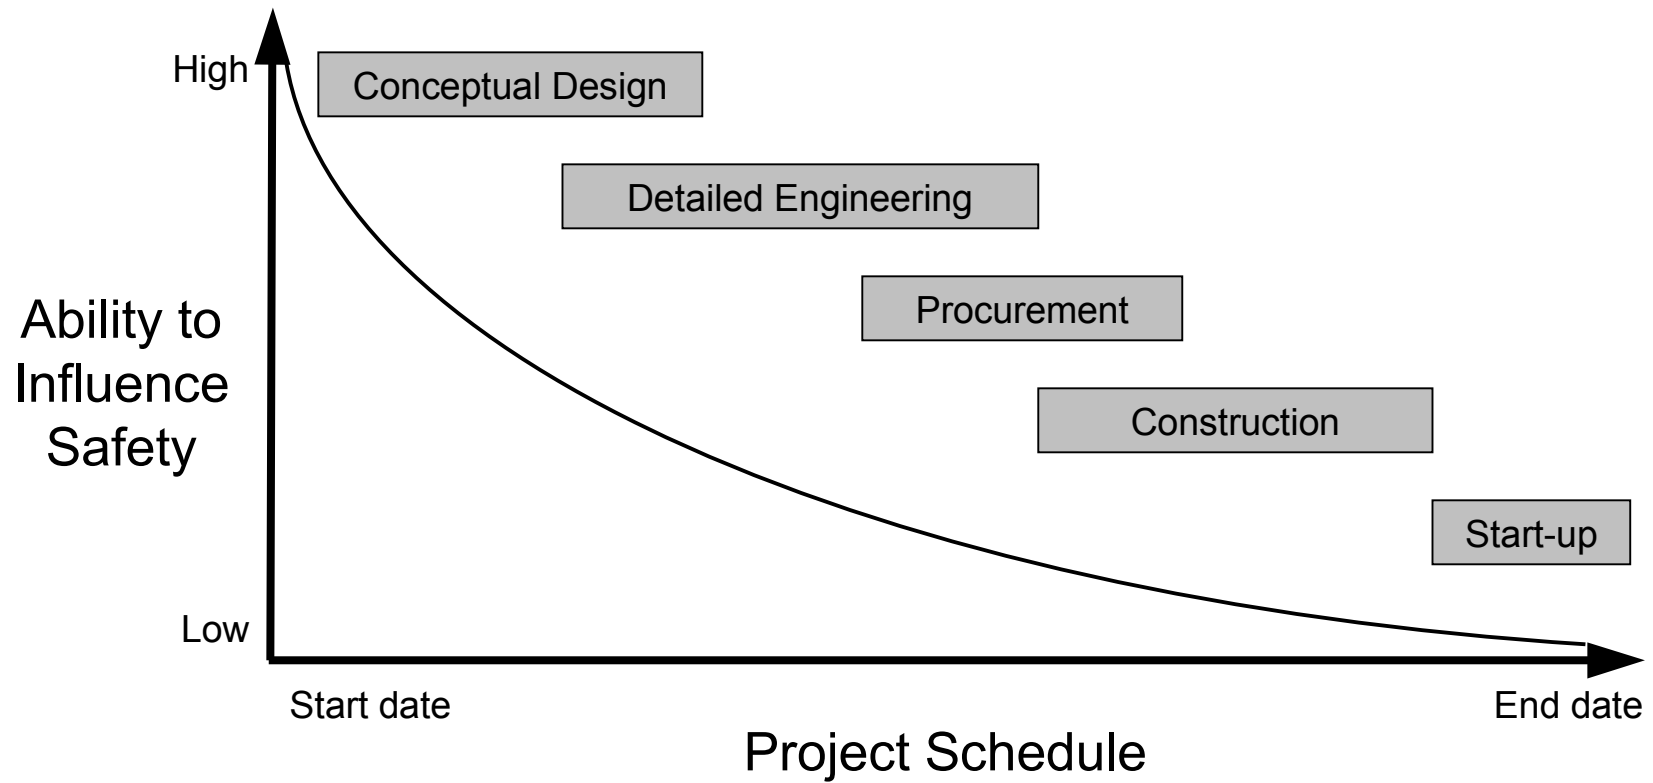 High
Conceptual Design
Detailed Engineering
Procurement
Ability to
Influence
Safety
Construction
Start-up
Low
Start date
End date
Project Schedule